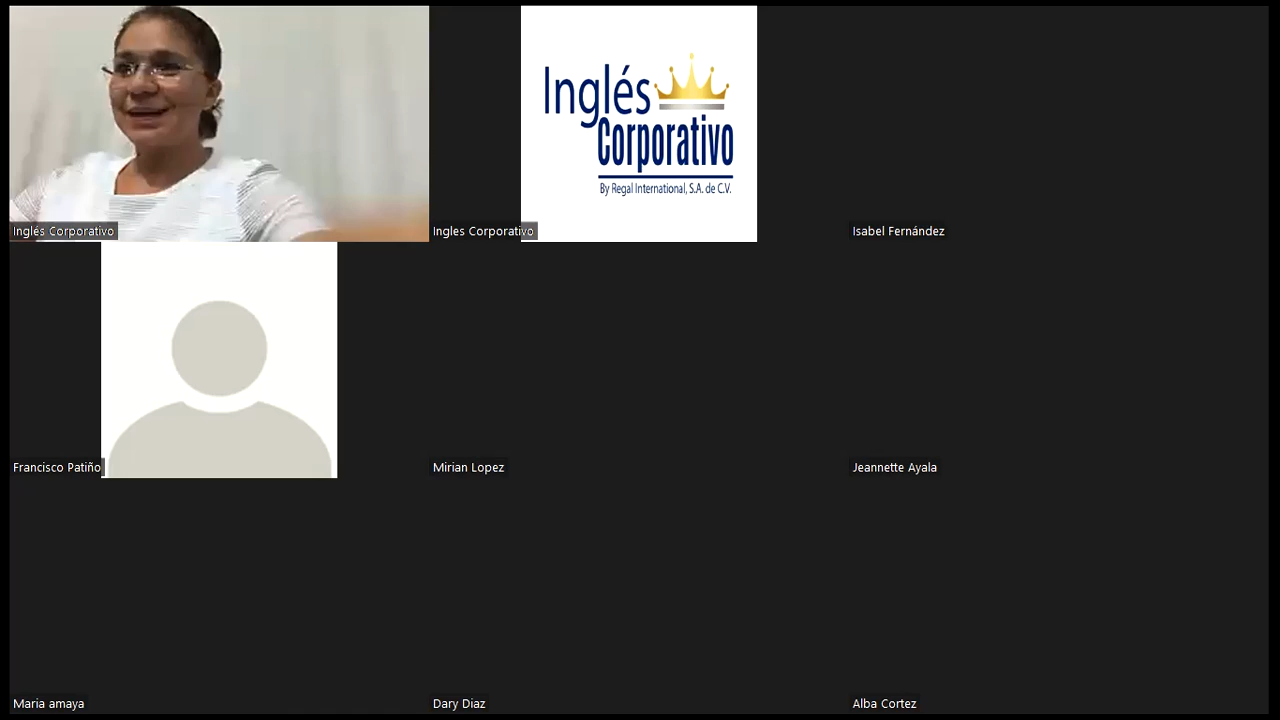 Inglés
Corporativo
By Regal International, S.A. de C.V.
Inglés Corporativo
Ingles Corporativo
Isabel Fernández
Francisco Patiño
Mirian Lopez
Jeannette Ayala
Maria amaya
Dary Diaz
Alba Cortez